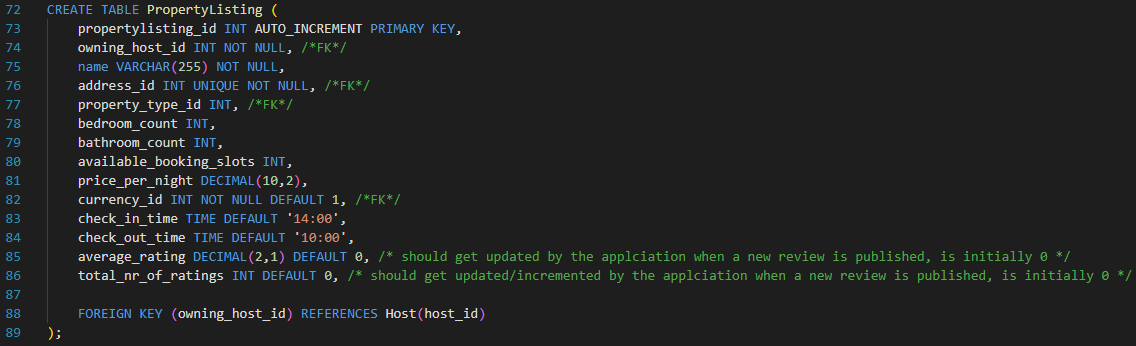 72 CREATE TABLE PropertyListing (
73 propertylisting_id INT AUTO_INCREMENT PRIMARY KEY,
74 owning_host_id INT NOT NULL, /*FK*/
75 name VARCHAR(255) NOT NULL,
76 address_id INT UNIQUE NOT NULL, /*FK*/
77 property_type_id INT, /*FK*/
78 bedroom_count INT,
79 bathroom_count INT,
80 available_booking_slots INT,
81 price_per_night DECIMAL(10,2),
82 currency_id INT NOT NULL DEFAULT 1, /*FK*/
83 check_in_time TIME DEFAULT '14:00',
84 check_out_time TIME DEFAULT '10:00',
85 average_rating DECIMAL(2,1) DEFAULT 0, /* should get updated by the applciation when a new review is published, is initially 0 */
86 total_nr_of_ratings INT DEFAULT 0, /* should get updated/incremented by the applciation when a new review is published, is initially 0 */
87
88 FOREIGN KEY (owning_host_id) REFERENCES Host(host_id)
89 );